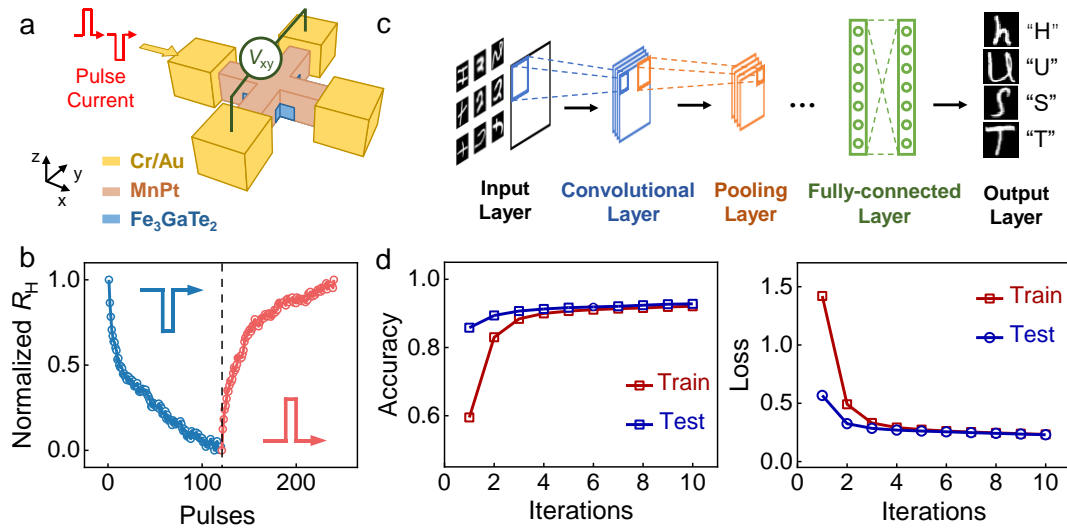 a
Pulse
Current
V_xy
z
y
x
Cr/Au
MnPt
Fe₃GaTe₂
b
Normalized R_H
1.0
0.5
0.0
0
100
200
Pulses
c
h
U
S
T
“H”
“U”
“S”
“T”
...
Input
Layer
Convolutional
Layer
Pooling
Layer
Fully-connected
Layer
Output
Layer
d
Accuracy
1.0
0.8
0.6
0 2 4 6 8 10
Iterations
Train
Test
Loss
1.5
1.0
0.5
0.0
0 2 4 6 8 10
Iterations
Train
Test